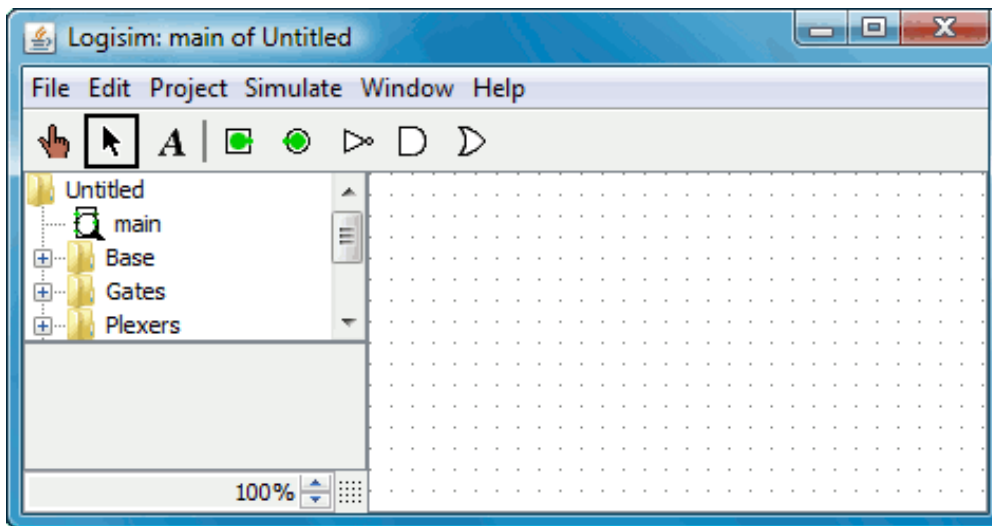 Logisim: main of Untitled
File Edit Project Simulate Window Help
A
Untitled
main
Base
Gates
Plexers
100%